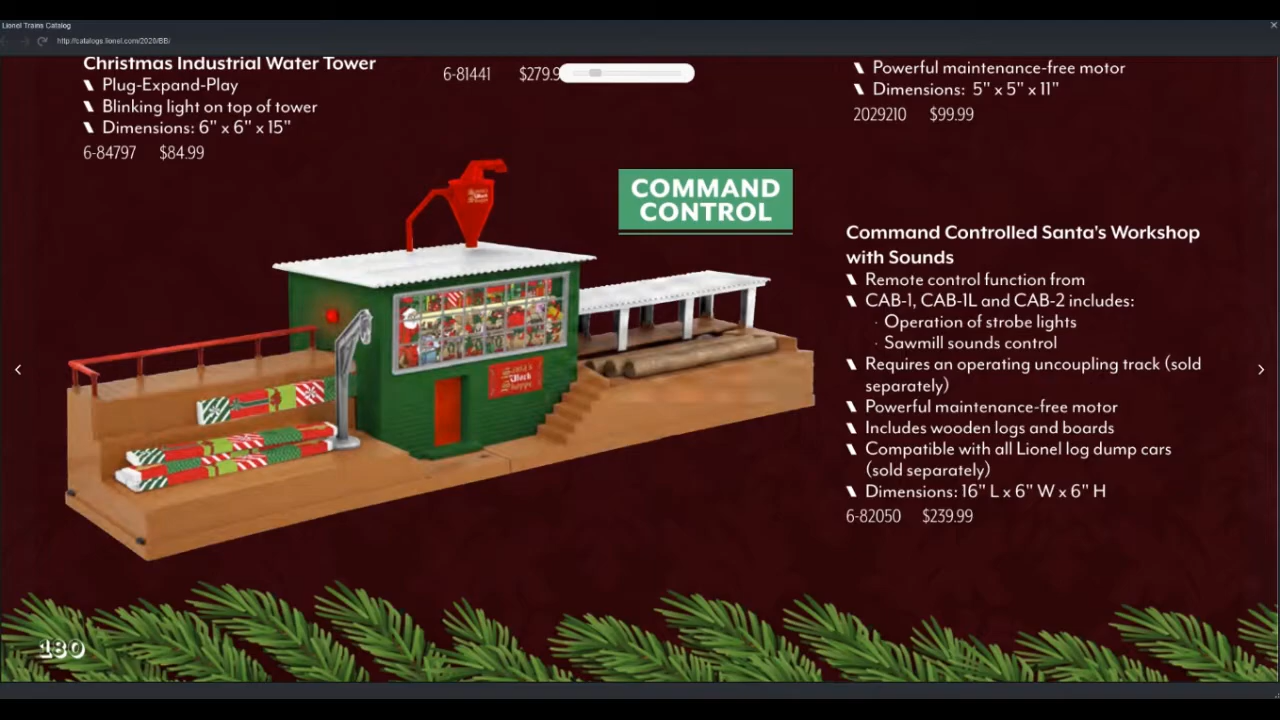 Lionel Trains Catalog
http://catalogs.lionel.com/2020/BB/
Christmas Industrial Water Tower
Plug-Expand-Play
Blinking light on top of tower
Dimensions: 6" x 6" x 15"
6-84797 $84.99
6-81441 $279.9
Powerful maintenance-free motor
Dimensions: 5" x 5" x 11"
2029210 $99.99
COMMAND
CONTROL
Command Controlled Santa's Workshop
with Sounds
Remote control function from
CAB-1, CAB-1L and CAB-2 includes:
· Operation of strobe lights
· Sawmill sounds control
Requires an operating uncoupling track (sold
separately)
Powerful maintenance-free motor
Includes wooden logs and boards
Compatible with all Lionel log dump cars
(sold separately)
Dimensions: 16" L x 6" W x 6" H
6-82050 $239.99
Santa's
Work
Shoppe
180